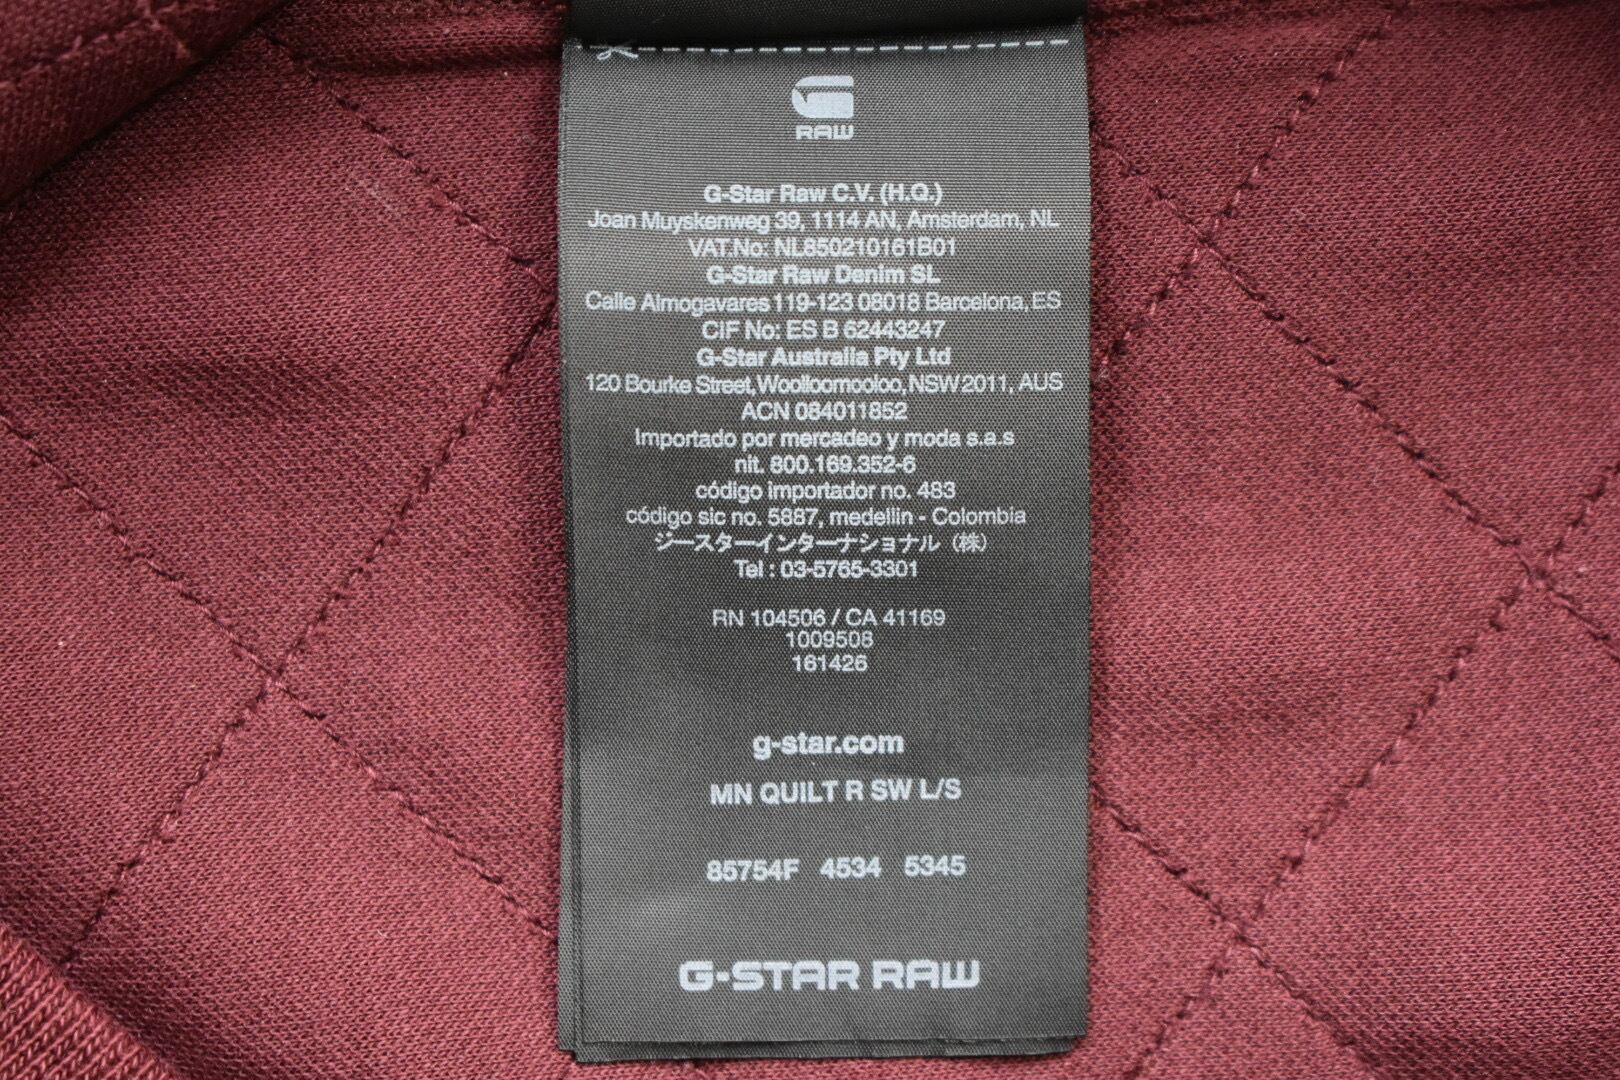 RAW
G-Star Raw C.V. (H.Q.)
Joan Muyskenweg 39, 1114 AN, Amsterdam, NL
VAT.No: NL850210161B01
G-Star Raw Denim SL
Calle Almogavares 119-123 08018 Barcelona, ES
CIF No: ES B 62443247
G-Star Australia Pty Ltd
120 Bourke Street, Woolloomooloo, NSW 2011, AUS
ACN 084011852
Importado por mercadeo y moda s.a.s
nit. 800.169.352-6
código importador no. 483
código sic no. 5887, medellin - Colombia
ジースターインターナショナル（株）
Tel : 03-5765-3301
RN 104506 / CA 41169
1009508
161426
g-star.com
MN QUILT R SW L/S
85754F 4534 5345
G-STAR RAW